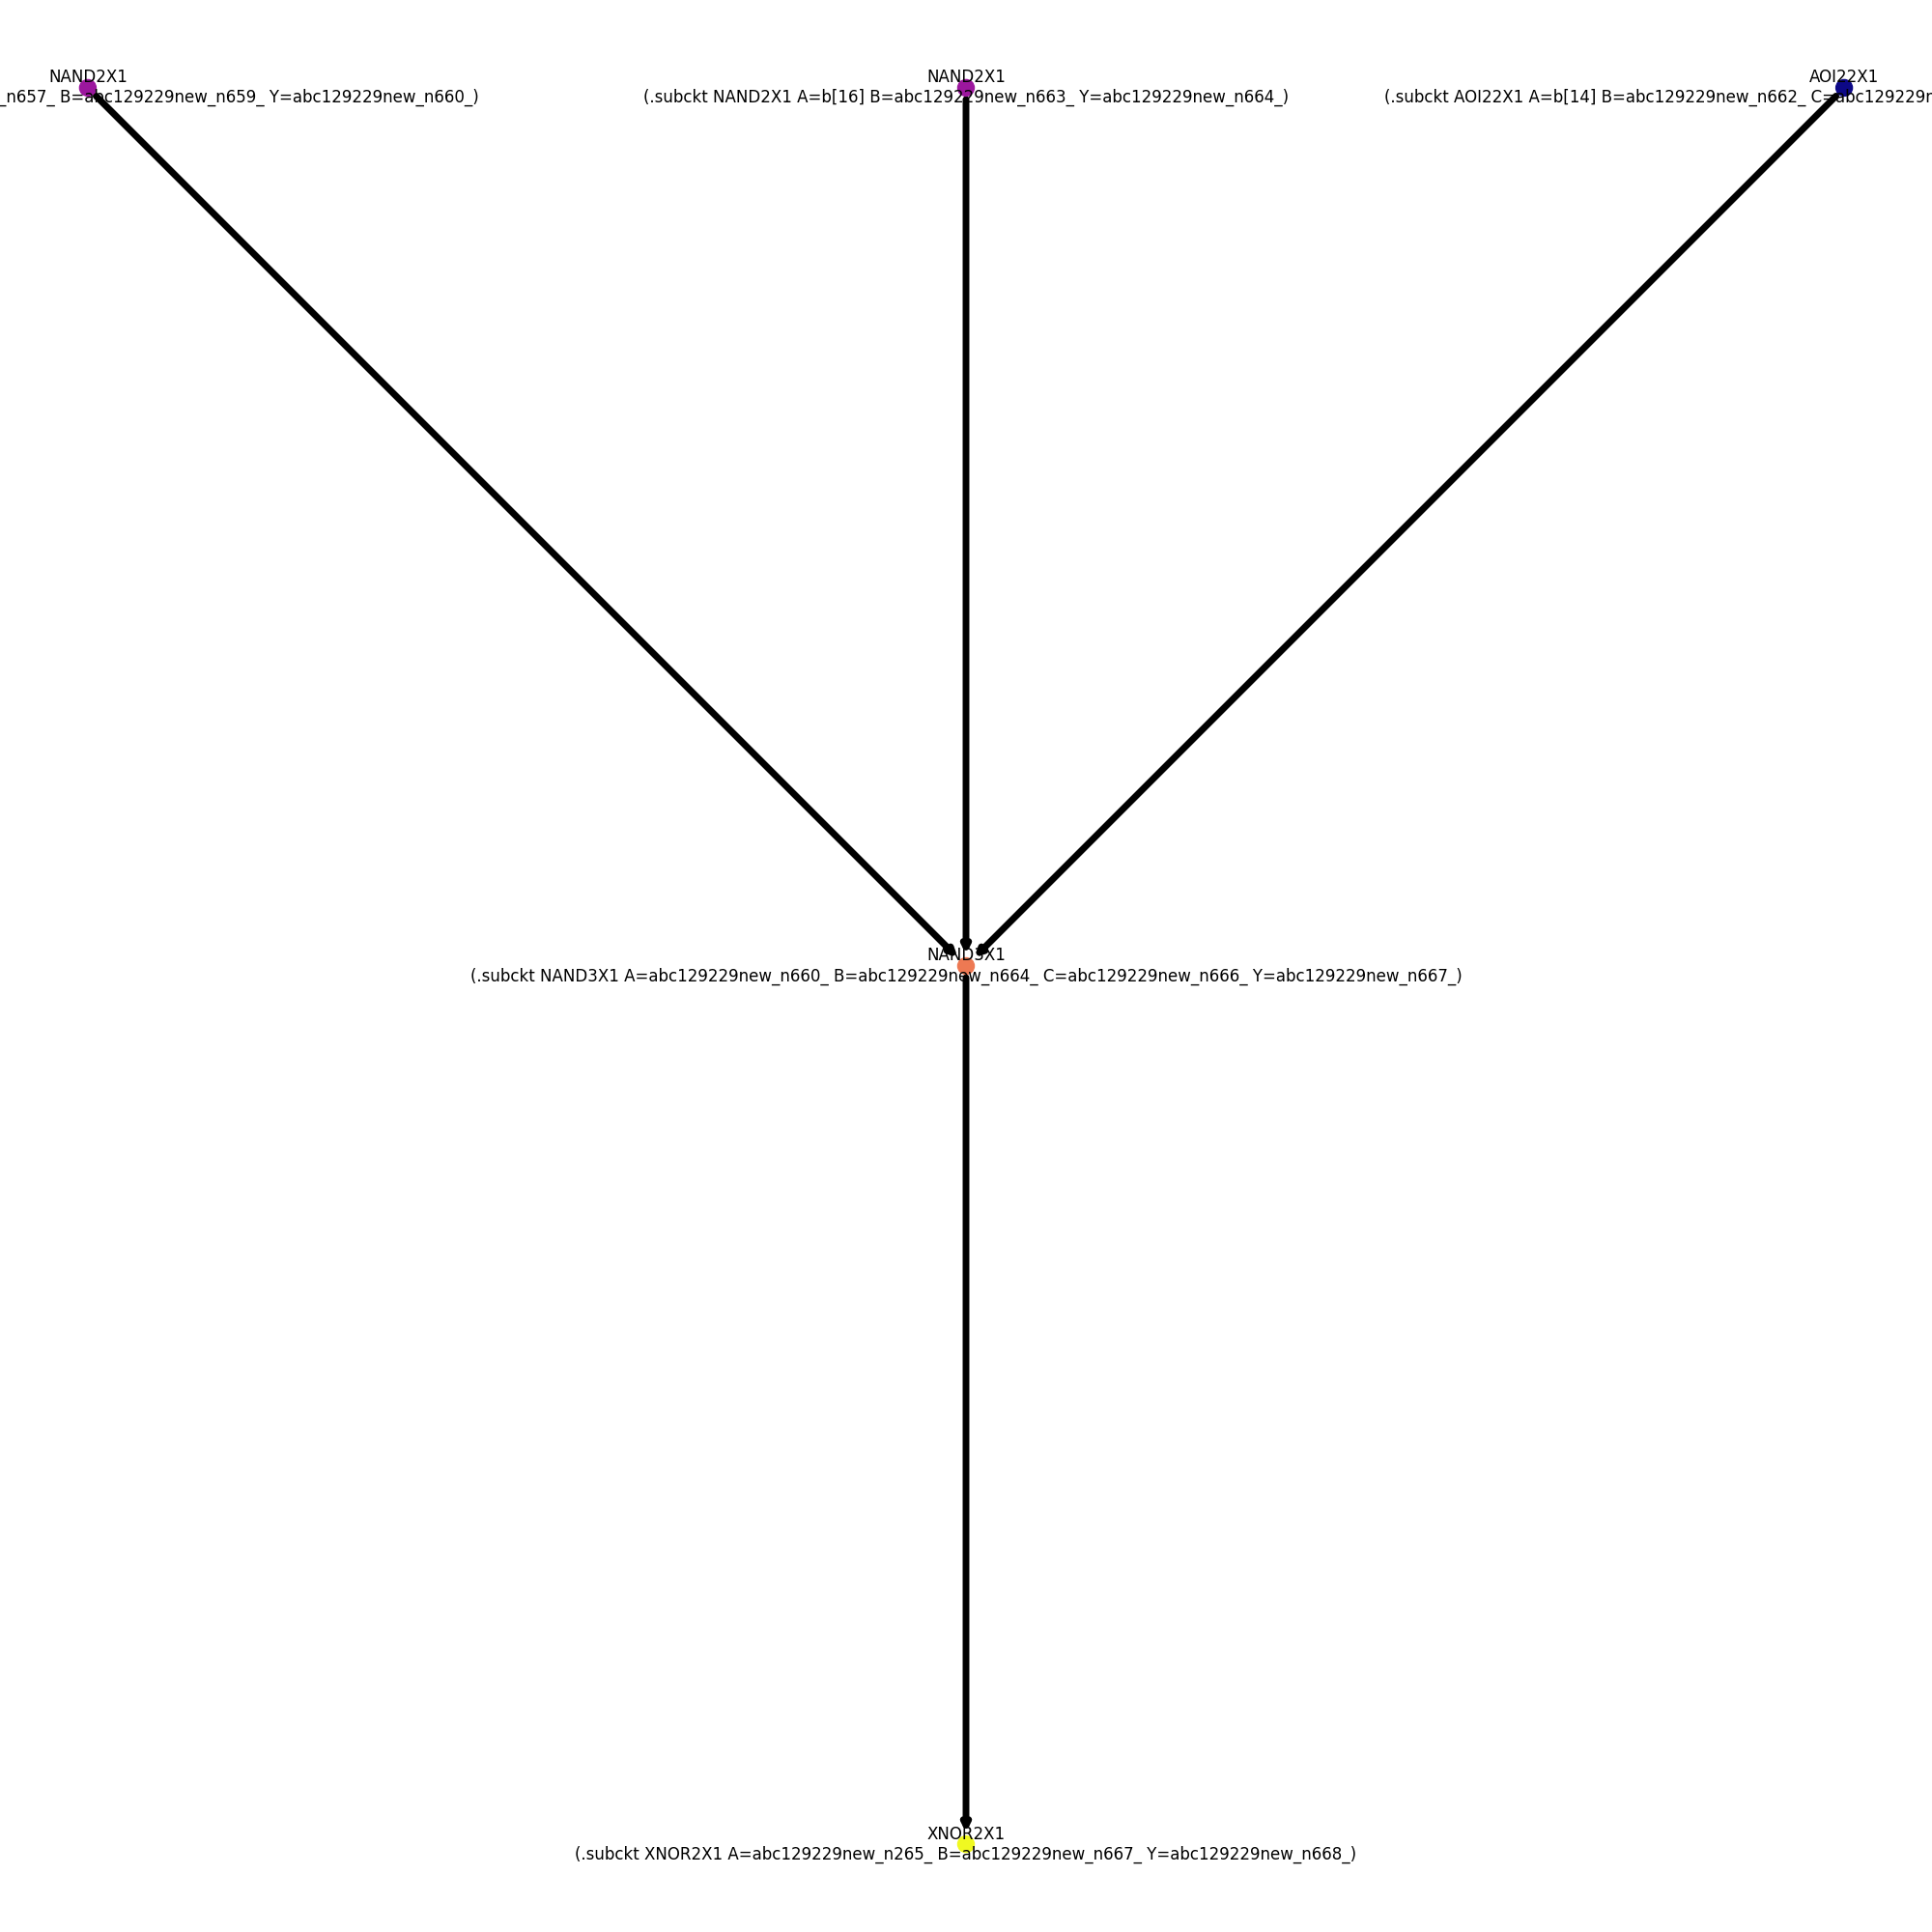 NAND2X1
_n657_ B=abc129229new_n659_ Y=abc129229new_n660_)
NAND2X1
(.subckt NAND2X1 A=b[16] B=abc129229new_n663_ Y=abc129229new_n664_)
AOI22X1
(.subckt AOI22X1 A=b[14] B=abc129229new_n662_ C=abc129229n
NAND3X1
(.subckt NAND3X1 A=abc129229new_n660_ B=abc129229new_n664_ C=abc129229new_n666_ Y=abc129229new_n667_)
XNOR2X1
(.subckt XNOR2X1 A=abc129229new_n265_ B=abc129229new_n667_ Y=abc129229new_n668_)